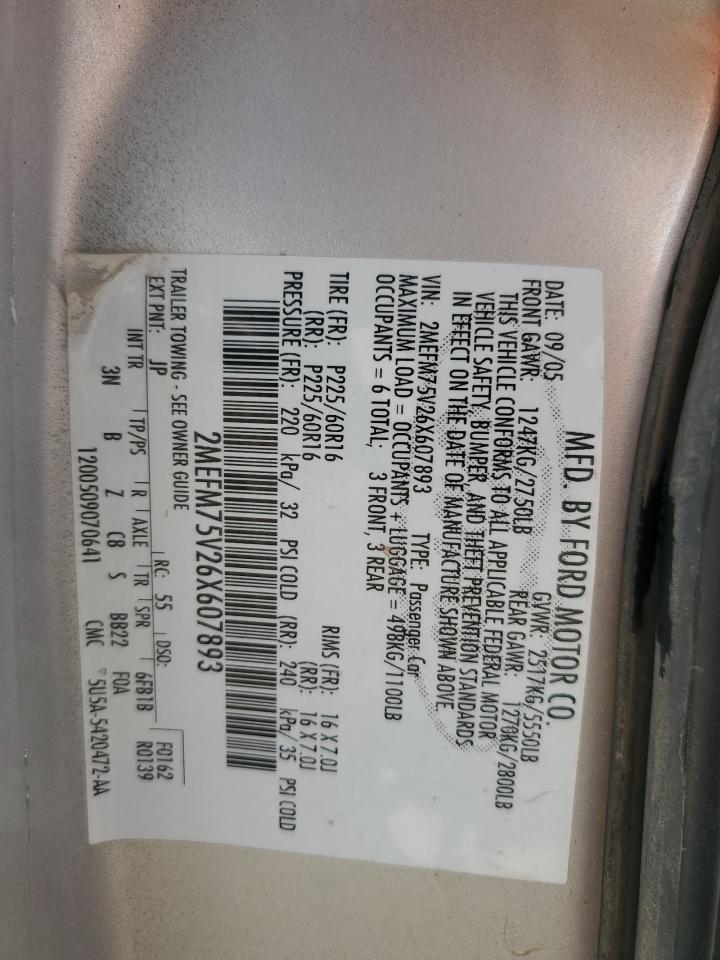 MFD. BY FORD MOTOR CO
DATE: 09/05 GVWR: 2517KG/5550LB
FRONT GAWR: 1247KG/2750LB REAR GAWR: 1270KG/2800LB
THIS VEHICLE CONFORMS TO ALL APPLICABLE FEDERAL MOTOR
VEHICLE SAFETY, BUMPER, AND THEFT PREVENTION STANDARDS
IN EFFECT ON THE DATE OF MANUFACTURE SHOWN ABOVE.
VIN: 2MEFM75V26X607893 TYPE: Passenger Car
MAXIMUM LOAD = OCCUPANTS + LUGGAGE = 498KG/1100LB
OCCUPANTS = 6 TOTAL, 3 FRONT, 3 REAR
TIRE (FR): P225/60R16 RIMS (FR): 16 X 7.0J
(RR): P225/60R16 (RR): 16 X 7.0J
PRESSURE (FR): 220 kPa/ 32 PSI COLD (RR): 240 kPa/35 PSI COLD
2MEFM75V26X607893
TRAILER TOWING - SEE OWNER GUIDE
EXT PNT: JP RC: 55 DSO: F0162
INT TR TP/PS R AXLE TR SPR 6FB1B R0139
3N B Z C8 S BB22 F0A
1200509070641 CMC ▽5U5A-5420472-AA